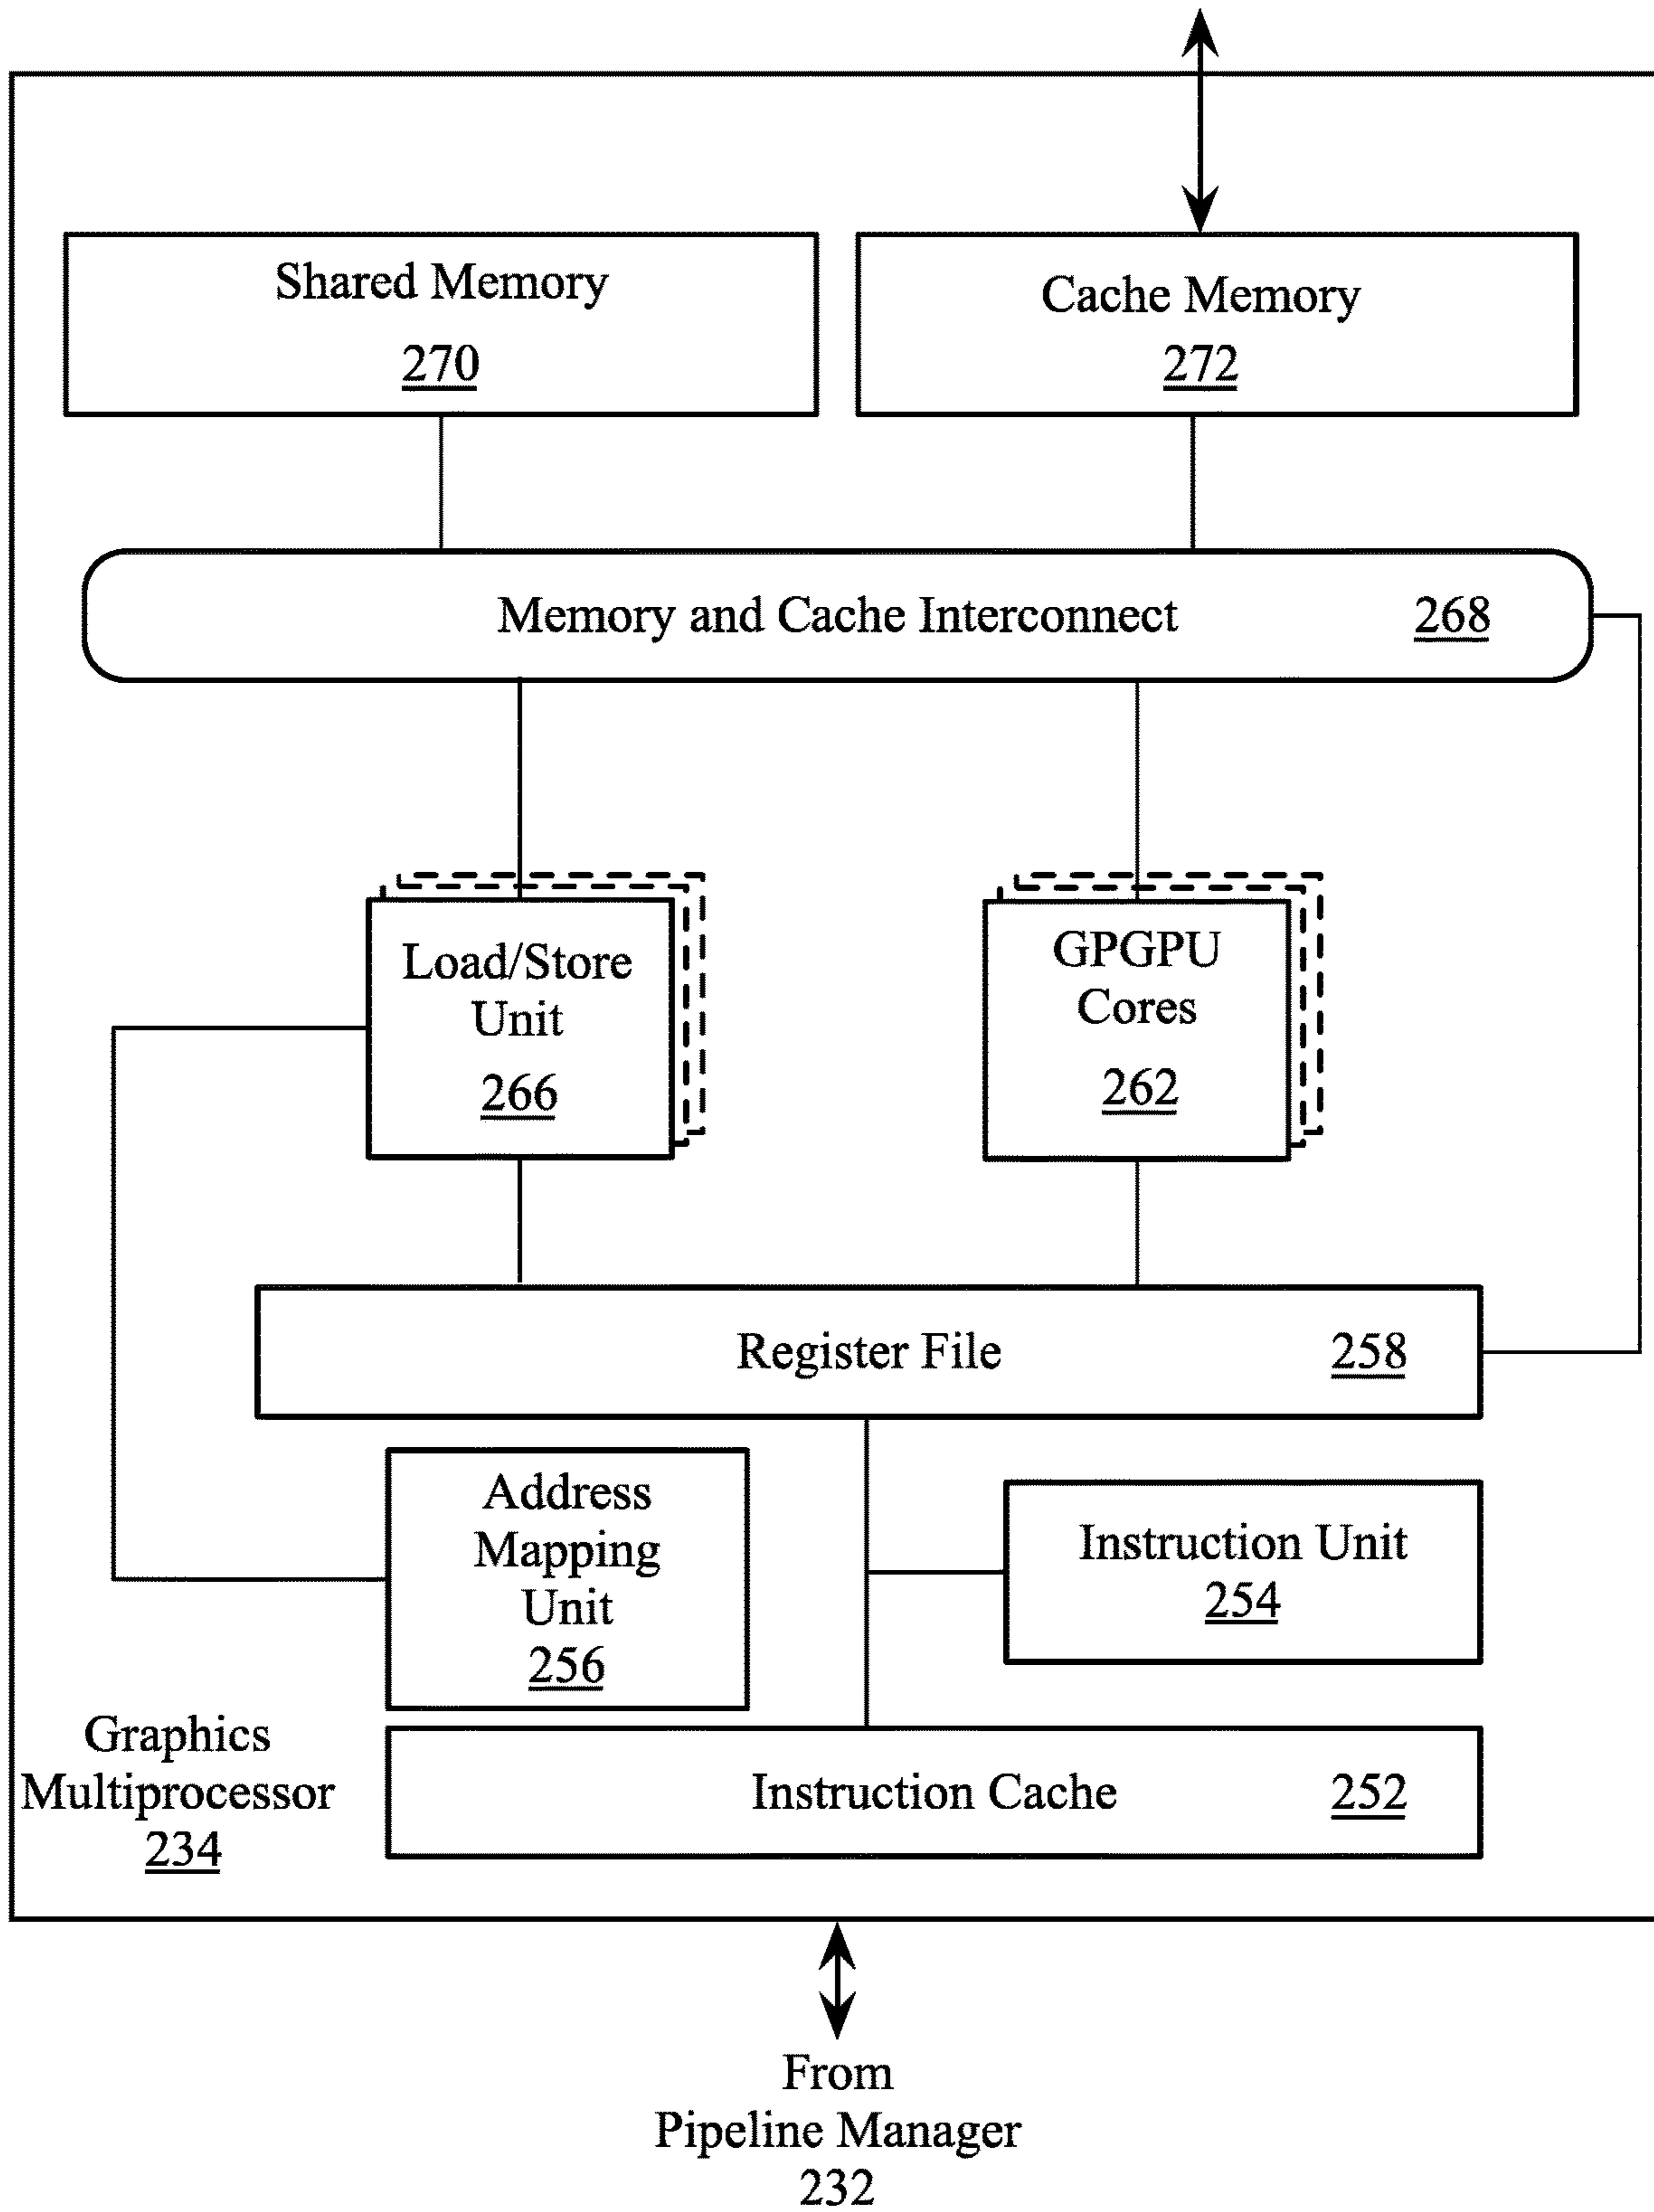 Shared Memory
270
Cache Memory
272
Memory and Cache Interconnect 268
Load/Store
Unit
266
GPGPU
Cores
262
Register File 258
Address
Mapping
Unit
256
Instruction Unit
254
Graphics
Multiprocessor
234
Instruction Cache 252
From
Pipeline Manager
232